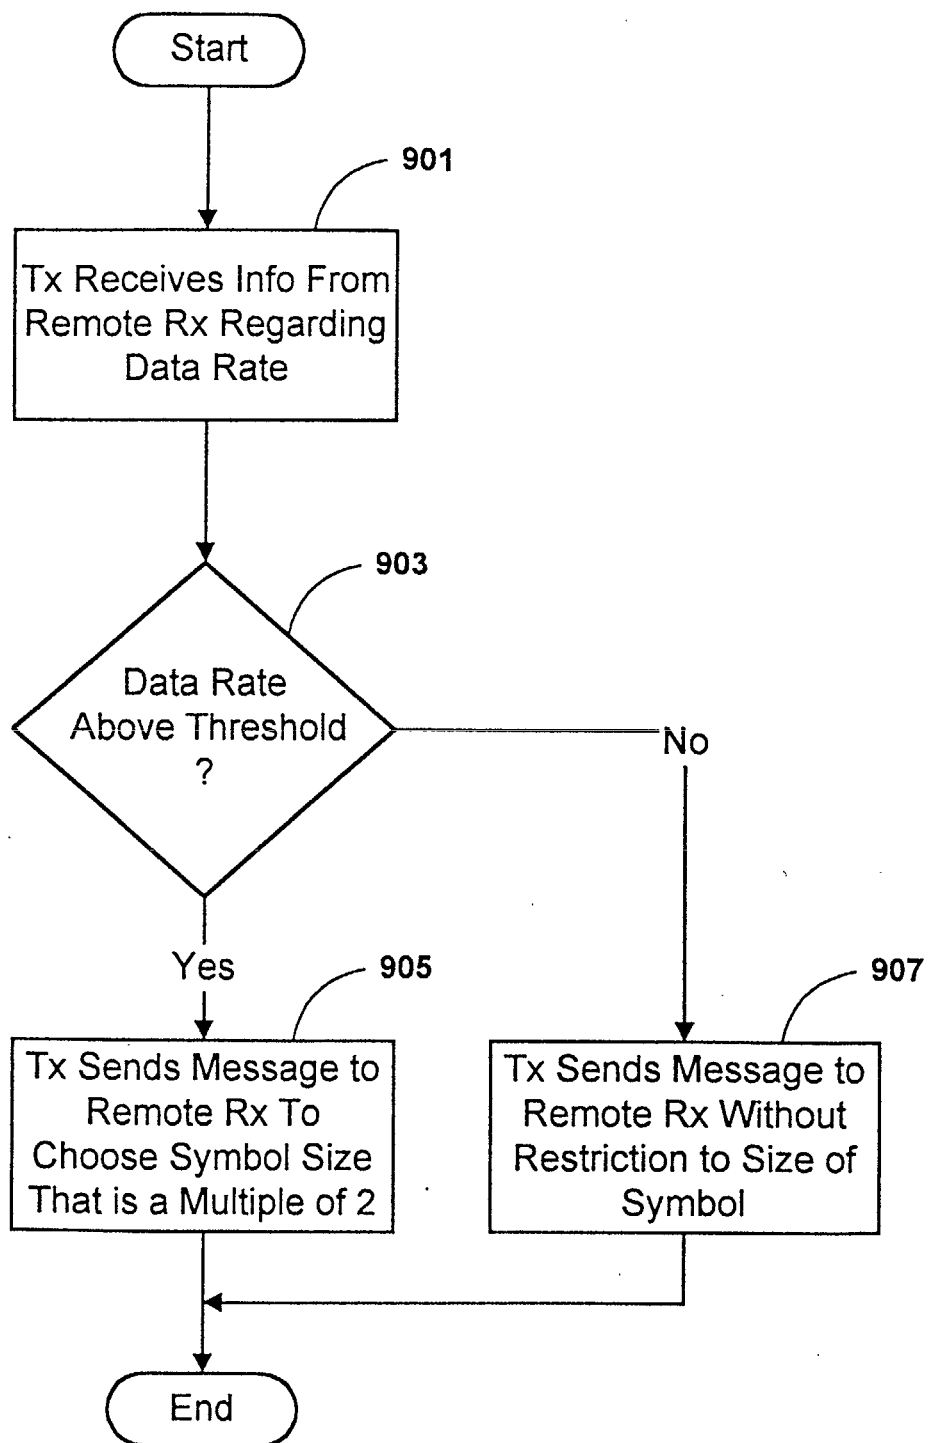 Start
901
Tx Receives Info From
Remote Rx Regarding
Data Rate
903
Data Rate
Above Threshold
?
No
Yes
905
Tx Sends Message to
Remote Rx To
Choose Symbol Size
That is a Multiple of 2
907
Tx Sends Message to
Remote Rx Without
Restriction to Size of
Symbol
End